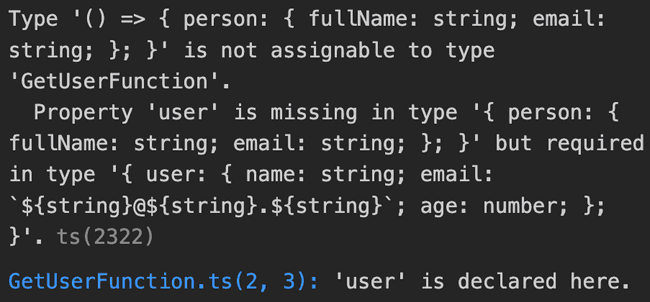 Type '() => { person: { fullName: string; email:
string; }; }' is not assignable to type
'GetUserFunction'.
  Property 'user' is missing in type '{ person: {
fullName: string; email: string; }; }' but required
in type '{ user: { name: string; email:
`${string}@${string}.${string}`; age: number; };
}'. ts(2322)
GetUserFunction.ts(2, 3): 'user' is declared here.